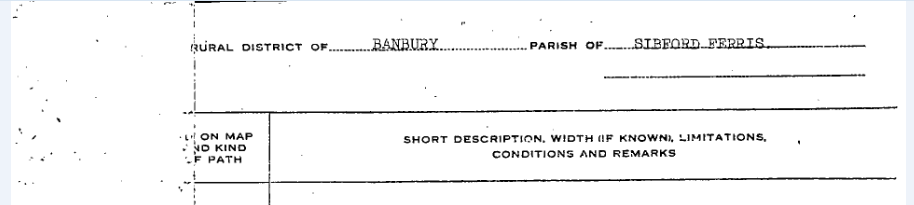 RURAL DISTRICT OF BANBURY PARISH OF SIBFORD FERRIS
ON MAP
ND KIND
F PATH
SHORT DESCRIPTION, WIDTH (IF KNOWN), LIMITATIONS,
CONDITIONS AND REMARKS